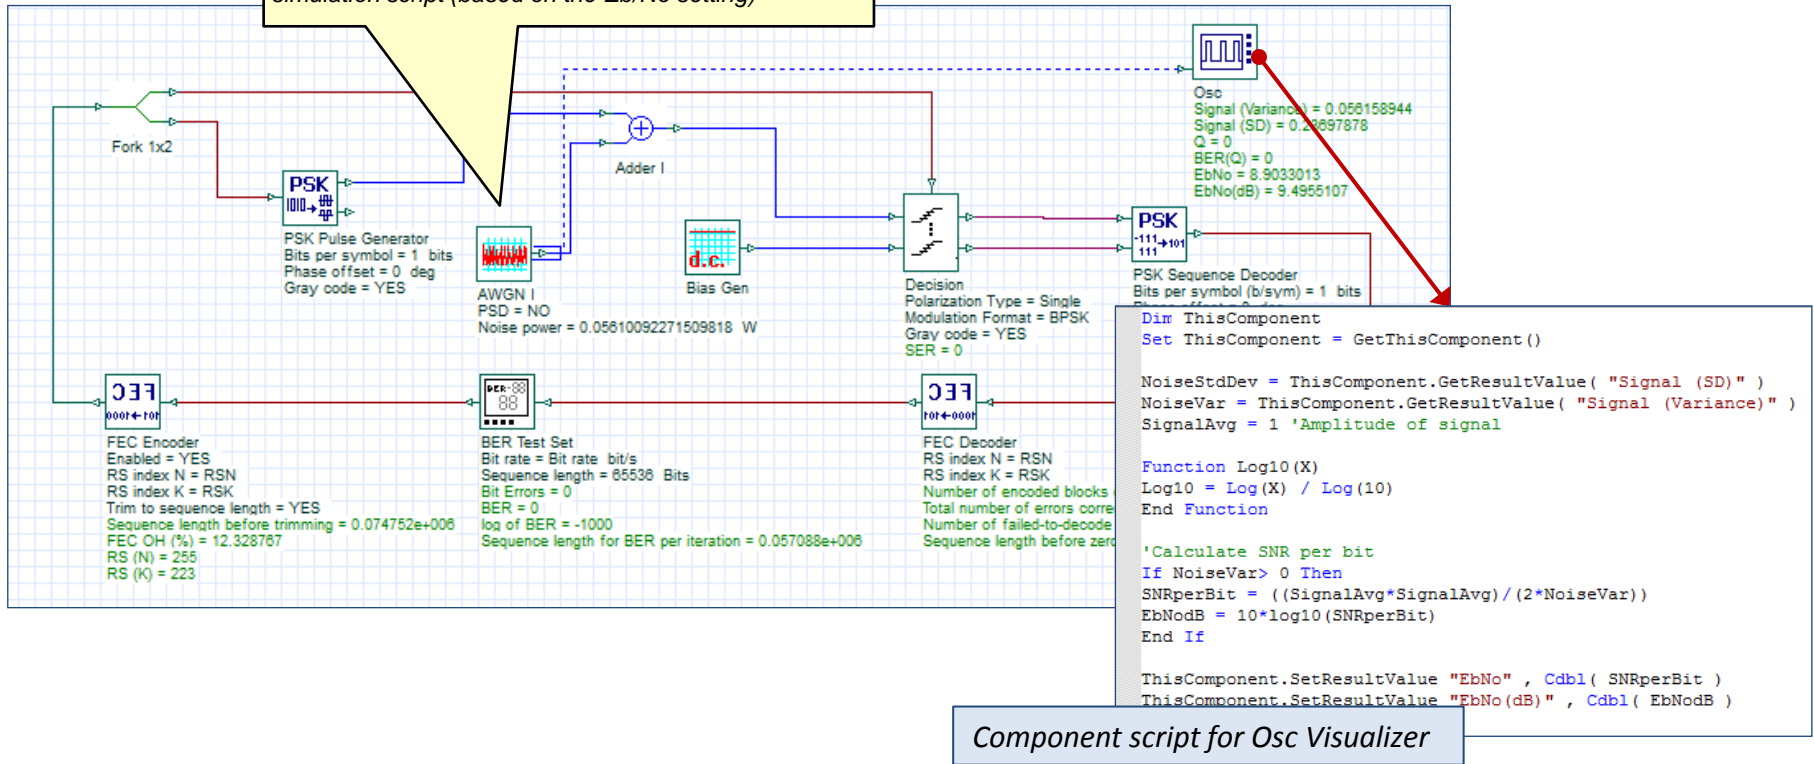 simulation script (based on the Eb/No setting)
Fork 1x2
PSK
PSK Pulse Generator
Bits per symbol = 1 bits
Phase offset = 0 deg
Gray code = YES
AWGN I
PSD = NO
Noise power = 0.05610092271509818 W
Adder I
d.c.
Bias Gen
Decision
Polarization Type = Single
Modulation Format = BPSK
Gray code = YES
SER = 0
Osc
Signal (Variance) = 0.056158944
Signal (SD) = 0.23697878
Q = 0
BER(Q) = 0
EbNo = 8.9033013
EbNo(dB) = 9.4955107
PSK
-111
→101
111
PSK Sequence Decoder
Bits per symbol (b/sym) = 1 bits
FEC Encoder
Enabled = YES
RS index N = RSN
RS index K = RSK
Trim to sequence length = YES
Sequence length before trimming = 0.074752e+006
FEC OH (%) = 12.328767
RS (N) = 255
RS (K) = 223
BER Test Set
Bit rate = Bit rate bit/s
Sequence length = 65536 Bits
Bit Errors = 0
BER = 0
log of BER = -1000
Sequence length for BER per iteration = 0.057088e+006
FEC Decoder
RS index N = RSN
RS index K = RSK
Number of encoded blocks
Total number of errors corre
Number of failed-to-decode
Sequence length before zero
Dim ThisComponent
Set ThisComponent = GetThisComponent()
NoiseStdDev = ThisComponent.GetResultValue( "Signal (SD)" )
NoiseVar = ThisComponent.GetResultValue( "Signal (Variance)" )
SignalAvg = 1 'Amplitude of signal
Function Log10(X)
Log10 = Log(X) / Log(10)
End Function
'Calculate SNR per bit
If NoiseVar> 0 Then
SNRperBit = ((SignalAvg*SignalAvg)/(2*NoiseVar))
EbNodB = 10*log10(SNRperBit)
End If
ThisComponent.SetResultValue "EbNo" , Cdbl( SNRperBit )
ThisComponent.SetResultValue "EbNo(dB)" , Cdbl( EbNodB )
Component script for Osc Visualizer